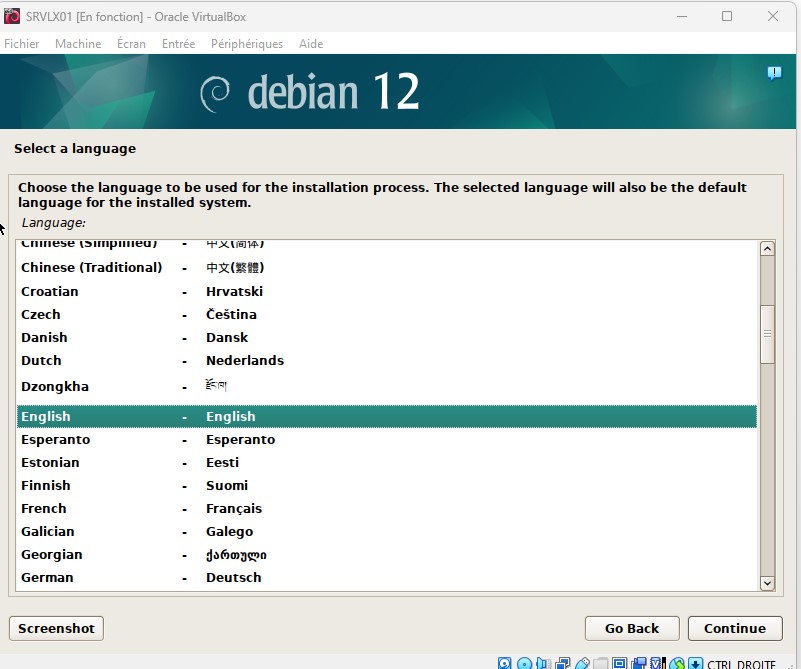 SRVLX01 [En fonction] - Oracle VirtualBox
Fichier Machine Écran Entrée Périphériques Aide
debian 12
Select a language
Choose the language to be used for the installation process. The selected language will also be the default
language for the installed system.
Language:
Chinese (Simplified) - 中文(简体)
Chinese (Traditional) - 中文(繁體)
Croatian - Hrvatski
Czech - Čeština
Danish - Dansk
Dutch - Nederlands
Dzongkha - རྫོང་ཁ།
English - English
Esperanto - Esperanto
Estonian - Eesti
Finnish - Suomi
French - Français
Galician - Galego
Georgian - ქართული
German - Deutsch
Screenshot Go Back Continue
CTRL DROITE